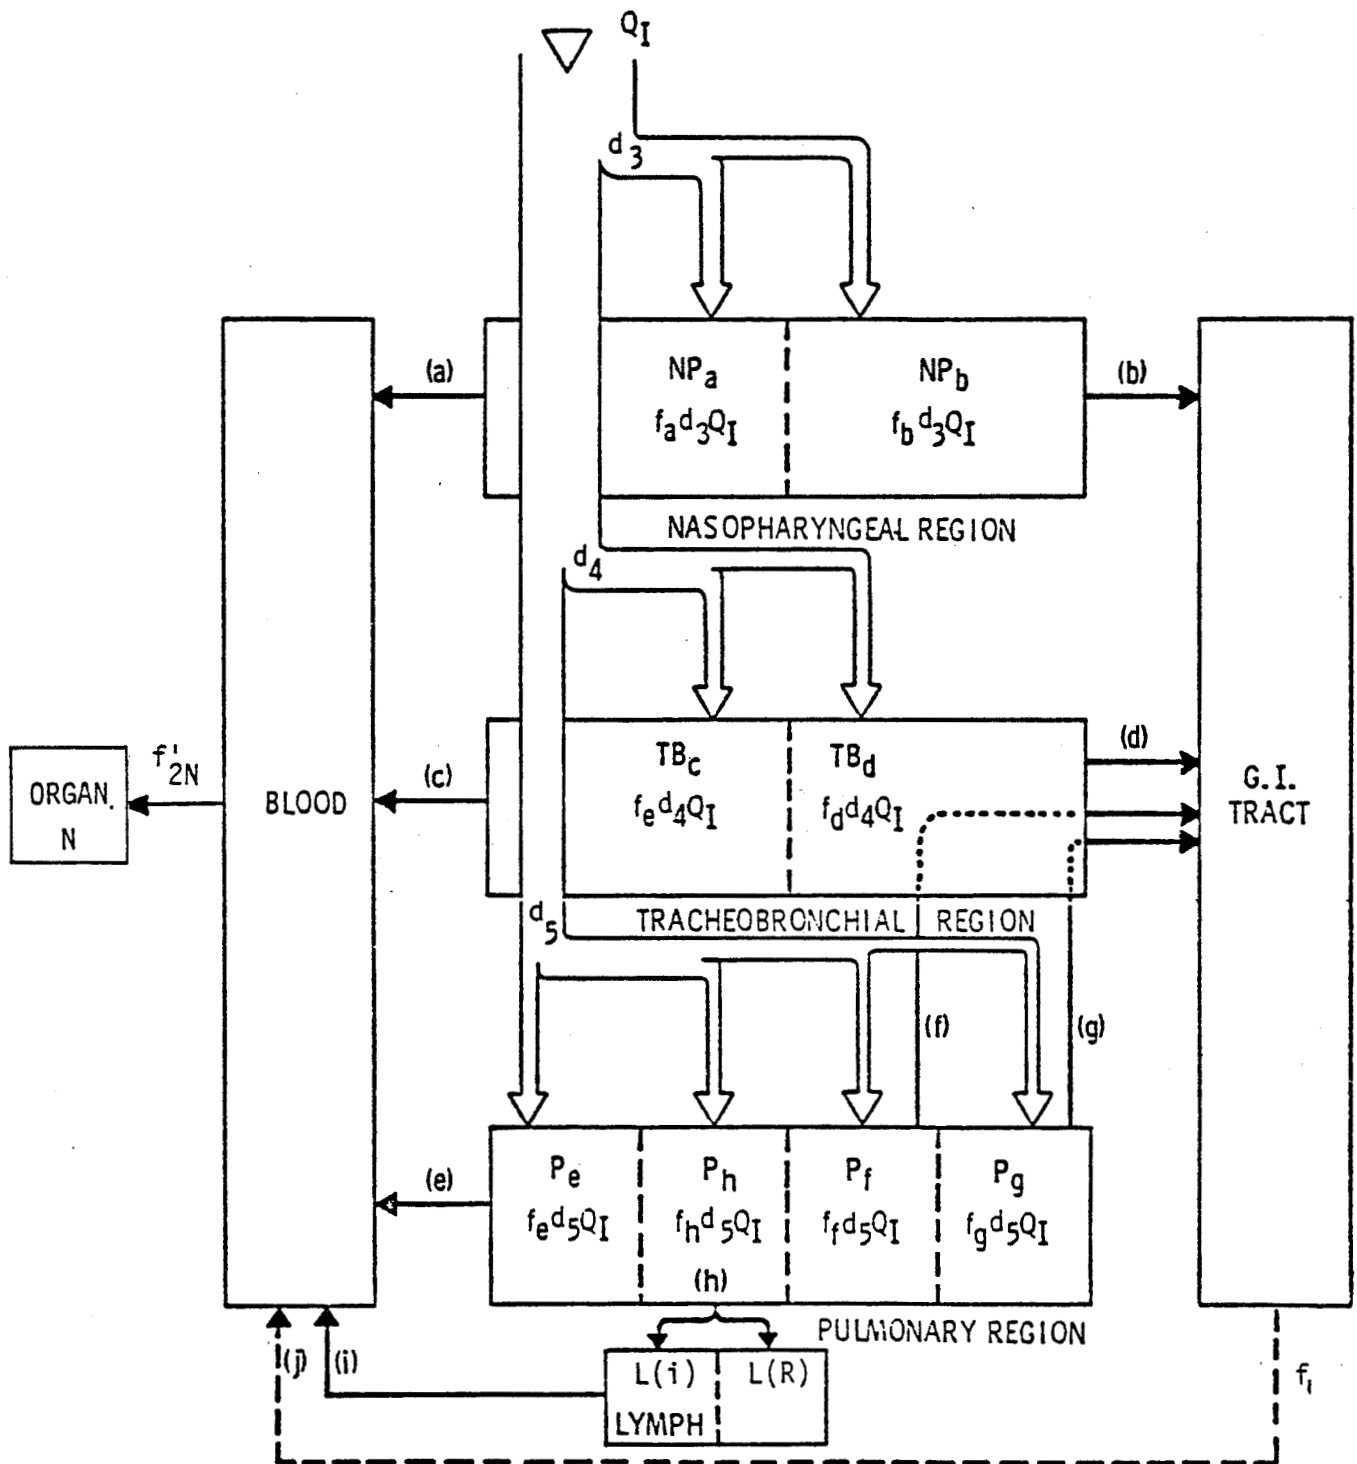 Q_I
d_3
(a)
NP_a
NP_b
(b)
f_a d_3 Q_I
f_b d_3 Q_I
NASOPHARYNGEAL REGION
d_4
(d)
f'_2N
(c)
TB_c
TB_d
G.I.
TRACT
ORGAN.
N
BLOOD
f_e d_4 Q_I
f_d d_4 Q_I
d_5
TRACHEOBRONCHIAL REGION
(f)
(g)
(e)
P_e
P_h
P_f
P_g
f_e d_5 Q_I
f_h d_5 Q_I
f_f d_5 Q_I
f_g d_5 Q_I
(h)
PULMONARY REGION
(j)
(i)
L(i)
L(R)
LYMPH
f_1